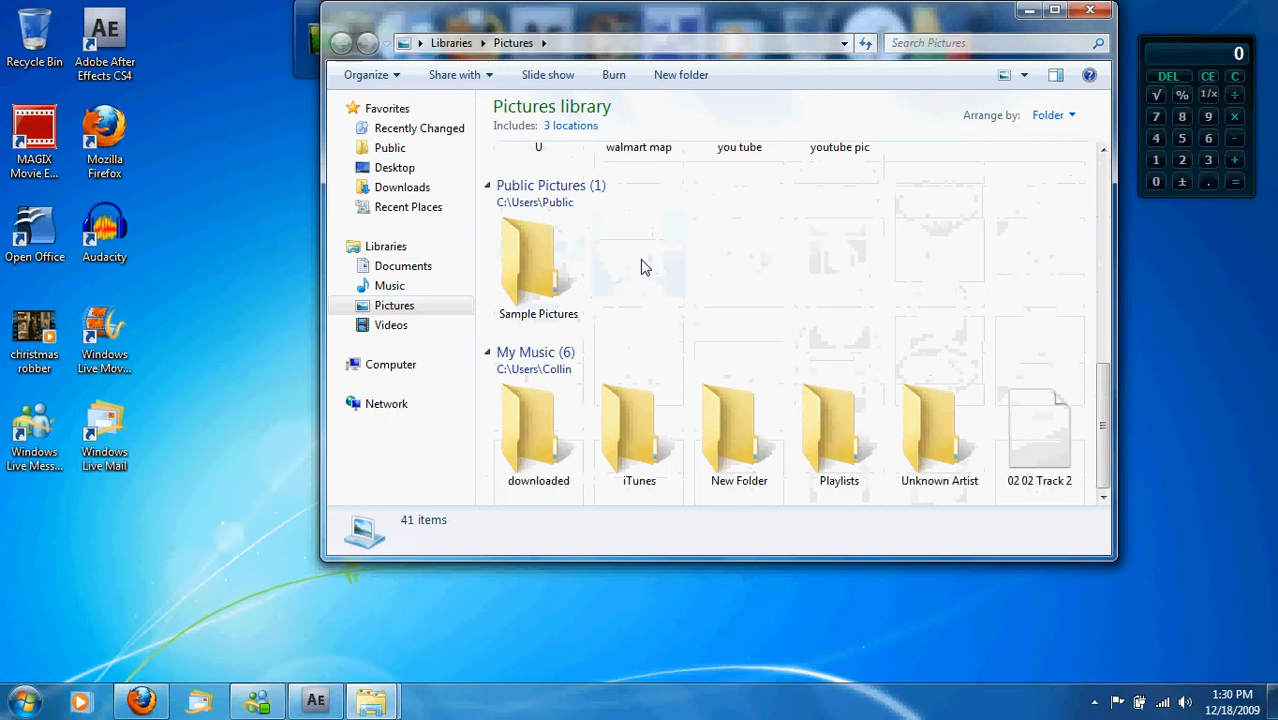 Recycle Bin
Adobe After Effects CS4
MAGIX Movie E...
Mozilla Firefox
Open Office
Audacity
christmas robber
Windows Live Mov...
Windows Live Mess...
Windows Live Mail
Libraries Pictures
Search Pictures
Organize Share with Slide show Burn New folder
Favorites
Recently Changed
Public
Desktop
Downloads
Recent Places
Libraries
Documents
Music
Pictures
Videos
Computer
Network
Pictures library
Includes: 3 locations
Arrange by: Folder
U walmart map you tube youtube pic
Public Pictures (1)
C:\Users\Public
Sample Pictures
My Music (6)
C:\Users\Collin
downloaded iTunes New Folder Playlists Unknown Artist 02 02 Track 2
41 items
0
DEL CE C
√ % 1/x ÷
7 8 9 ×
4 5 6 -
1 2 3 +
0 ± . =
AE
1:30 PM
12/18/2009